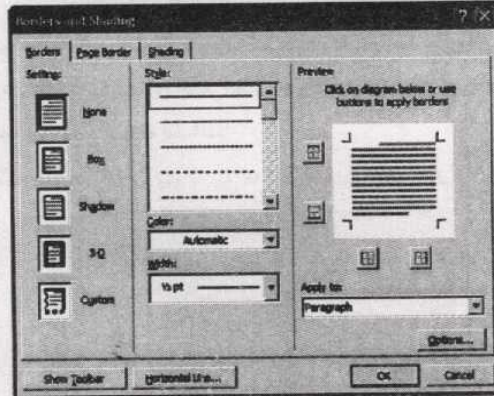 Borders and Shading
Borders
Page Border
Shading
Setting:
None
Box
Shadow
3-D
Custom
Style:
Color:
Automatic
Width:
½ pt
Preview
Click on diagram below or use
buttons to apply borders
Apply to:
Paragraph
Options...
Show Toolbar
Horizontal Line...
OK
Cancel